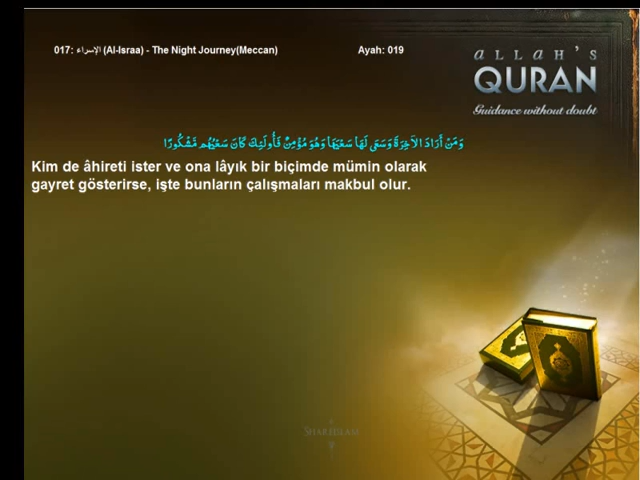 017: الإسراء (Al-Israa) - The Night Journey(Meccan) Ayah: 019
ALLAH'S
QURAN
Guidance without doubt
وَمَنْ أَرَادَ الْآخِرَةَ وَسَعَى لَهَا سَعْيَهَا وَهُوَ مُؤْمِنٌ فَأُولَئِكَ كَانَ سَعْيُهُم مَّشْكُورًا
Kim de âhireti ister ve ona lâyık bir biçimde mümin olarak
gayret gösterirse, işte bunların çalışmaları makbul olur.
SHAREISLAM